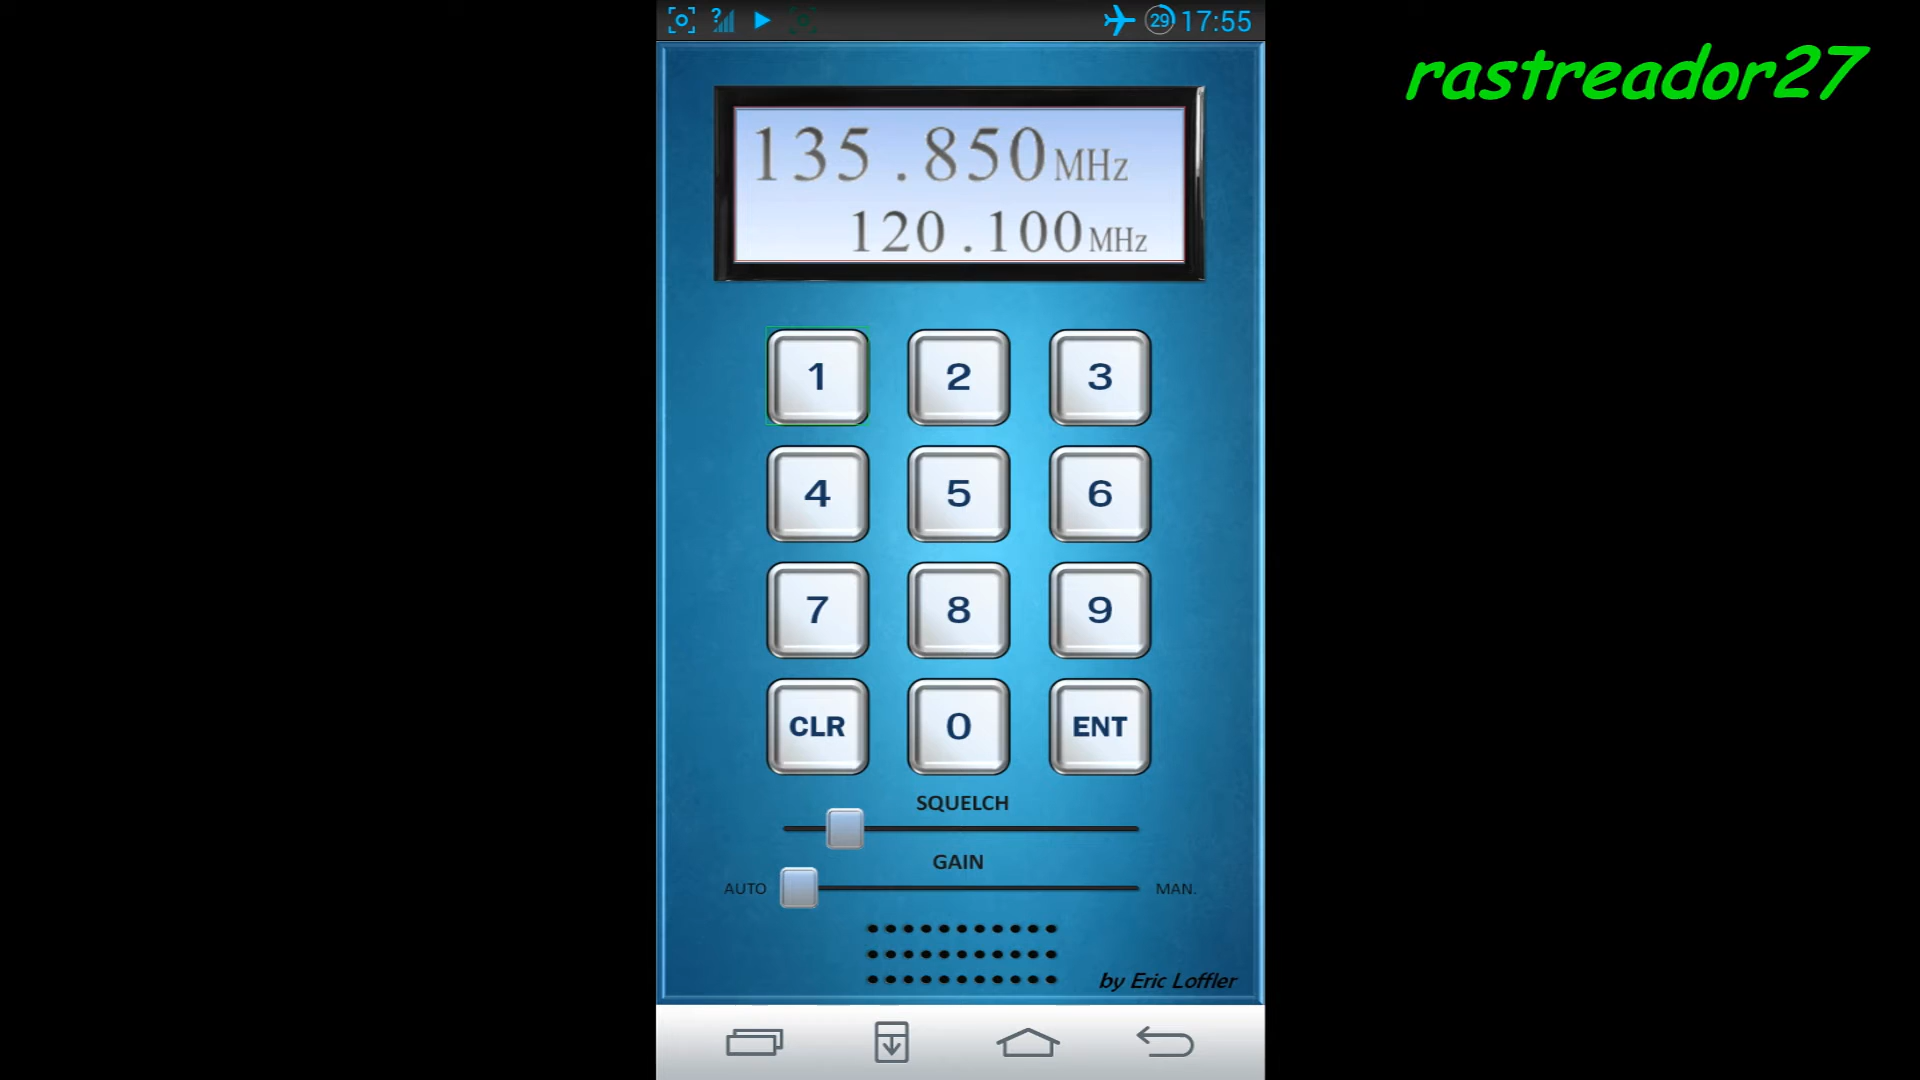 ? 29 17:55
rastreador27
135.850MHz
120.100MHz
1 2 3
4 5 6
7 8 9
CLR 0 ENT
SQUELCH
GAIN
AUTO MAN.
by Eric Loffler